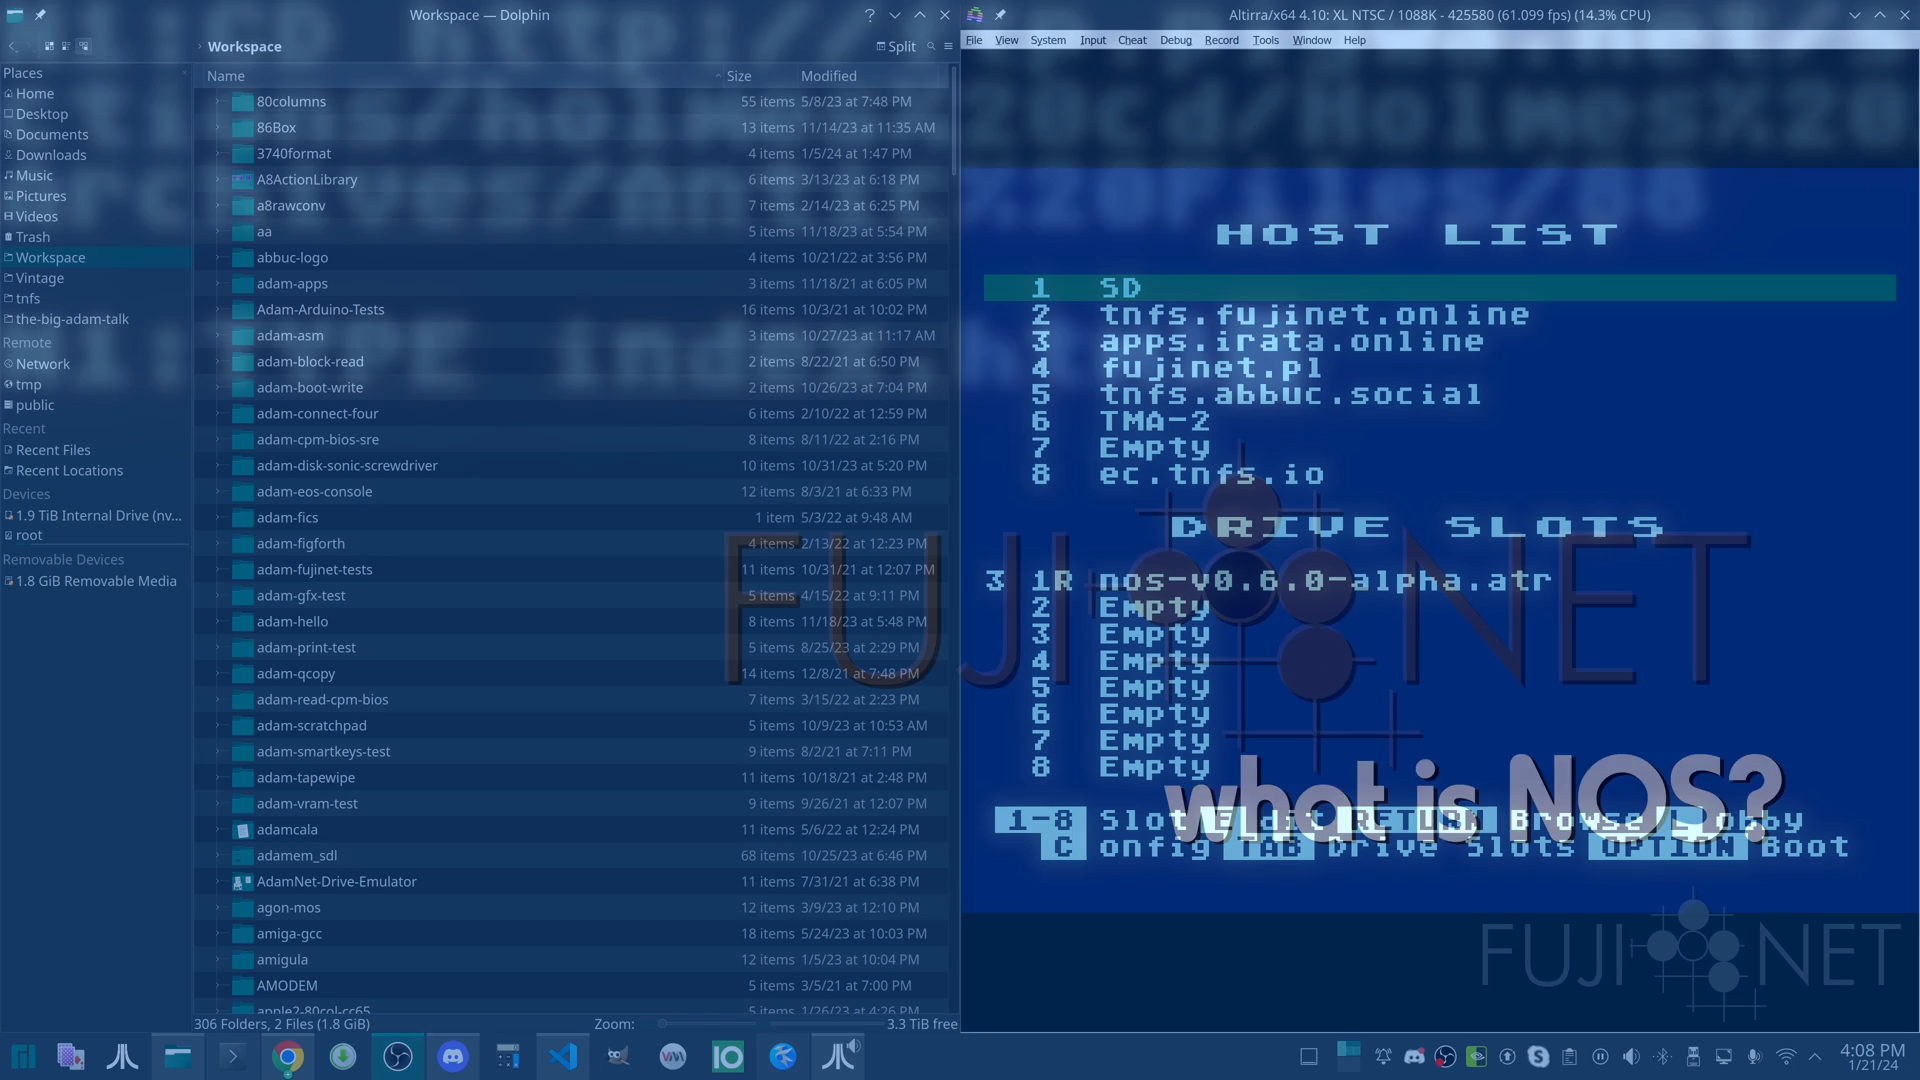 Workspace — Dolphin
Workspace
Split
Places
Home
Desktop
Documents
Downloads
Music
Pictures
Videos
Trash
Workspace
Vintage
tnfs
the-big-adam-talk
Remote
Network
tmp
public
Recent
Recent Files
Recent Locations
Devices
1.9 TiB Internal Drive (nv...
root
Removable Devices
1.8 GiB Removable Media
Name Size Modified
80columns 55 items 5/8/23 at 7:48 PM
86Box 13 items 11/14/23 at 11:35 AM
3740format 4 items 1/5/24 at 1:47 PM
A8ActionLibrary 6 items 3/13/23 at 6:18 PM
a8rawconv 7 items 2/14/23 at 6:25 PM
aa 5 items 11/18/23 at 5:54 PM
abbuc-logo 4 items 10/21/22 at 3:56 PM
adam-apps 3 items 11/18/21 at 6:05 PM
Adam-Arduino-Tests 16 items 10/3/21 at 10:02 PM
adam-asm 3 items 10/27/23 at 11:17 AM
adam-block-read 2 items 8/22/21 at 6:50 PM
adam-boot-write 2 items 10/26/23 at 7:04 PM
adam-connect-four 6 items 2/10/22 at 12:59 PM
adam-cpm-bios-sre 8 items 8/11/22 at 2:16 PM
adam-disk-sonic-screwdriver 10 items 10/31/23 at 5:20 PM
adam-eos-console 12 items 8/3/21 at 6:33 PM
adam-fics 1 item 5/3/22 at 9:48 AM
adam-figforth 4 items 2/13/22 at 12:23 PM
adam-fujinet-tests 11 items 10/31/21 at 12:07 PM
adam-gfx-test 5 items 4/15/22 at 9:11 PM
adam-hello 8 items 11/18/23 at 5:48 PM
adam-print-test 5 items 8/25/23 at 2:29 PM
adam-qcopy 14 items 12/8/21 at 7:48 PM
adam-read-cpm-bios 7 items 3/15/22 at 2:23 PM
adam-scratchpad 5 items 10/9/23 at 10:53 AM
adam-smartkeys-test 9 items 8/2/21 at 7:11 PM
adam-tapewipe 11 items 10/18/21 at 2:48 PM
adam-vram-test 9 items 9/26/21 at 12:07 PM
adamcala 11 items 5/6/22 at 12:24 PM
adamem_sdl 68 items 10/25/23 at 6:46 PM
AdamNet-Drive-Emulator 11 items 7/31/21 at 6:38 PM
agon-mos 12 items 3/9/23 at 12:10 PM
amiga-gcc 18 items 5/24/23 at 10:03 PM
amigula 12 items 1/5/23 at 10:04 PM
AMODEM 5 items 3/5/21 at 7:00 PM
apple2-80col-cc65 5 items 1/26/23 at 4:26 PM
306 Folders, 2 Files (1.8 GiB) Zoom: 3.3 TiB free
Altirra/x64 4.10: XL NTSC / 1088K - 425580 (61.099 fps) (14.3% CPU)
File View System Input Cheat Debug Record Tools Window Help
HOST LIST
1 SD
2 tnfs.fujinet.online
3 apps.irata.online
4 fujinet.pl
5 tnfs.abbuc.social
6 TMA-2
7 Empty
8 ec.tnfs.io
DRIVE SLOTS
3 1R nos-v0.6.0-alpha.atr
2 Empty
3 Empty
4 Empty
5 Empty
6 Empty
7 Empty
8 Empty
1-8 Slot Edit RETURN Browse Lobby
C onfig TAB Drive Slots OPTION Boot
FUJINET
what is NOS?
FUJINET
4:08 PM
1/21/24